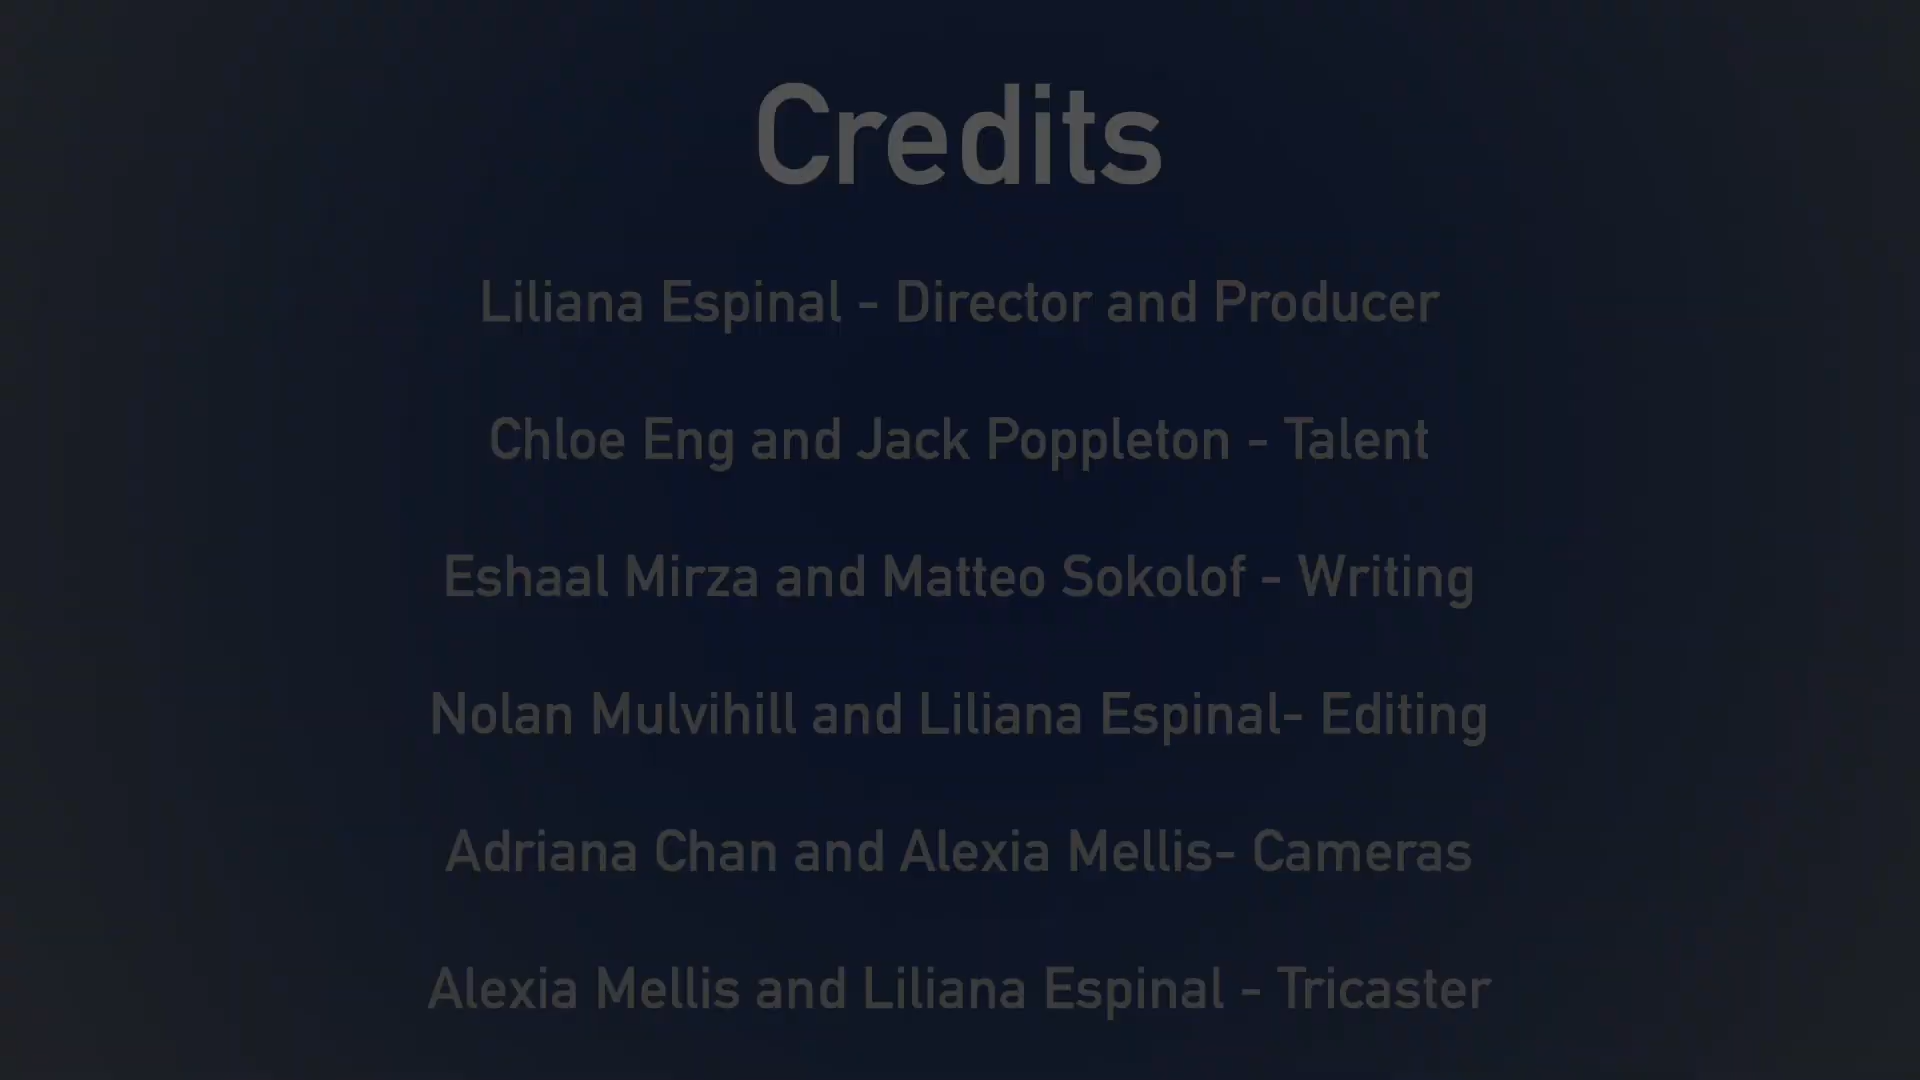 Credits
Liliana Espinal - Director and Producer
Chloe Eng and Jack Poppleton - Talent
Eshaal Mirza and Matteo Sokolof - Writing
Nolan Mulvihill and Liliana Espinal- Editing
Adriana Chan and Alexia Mellis- Cameras
Alexia Mellis and Liliana Espinal - Tricaster